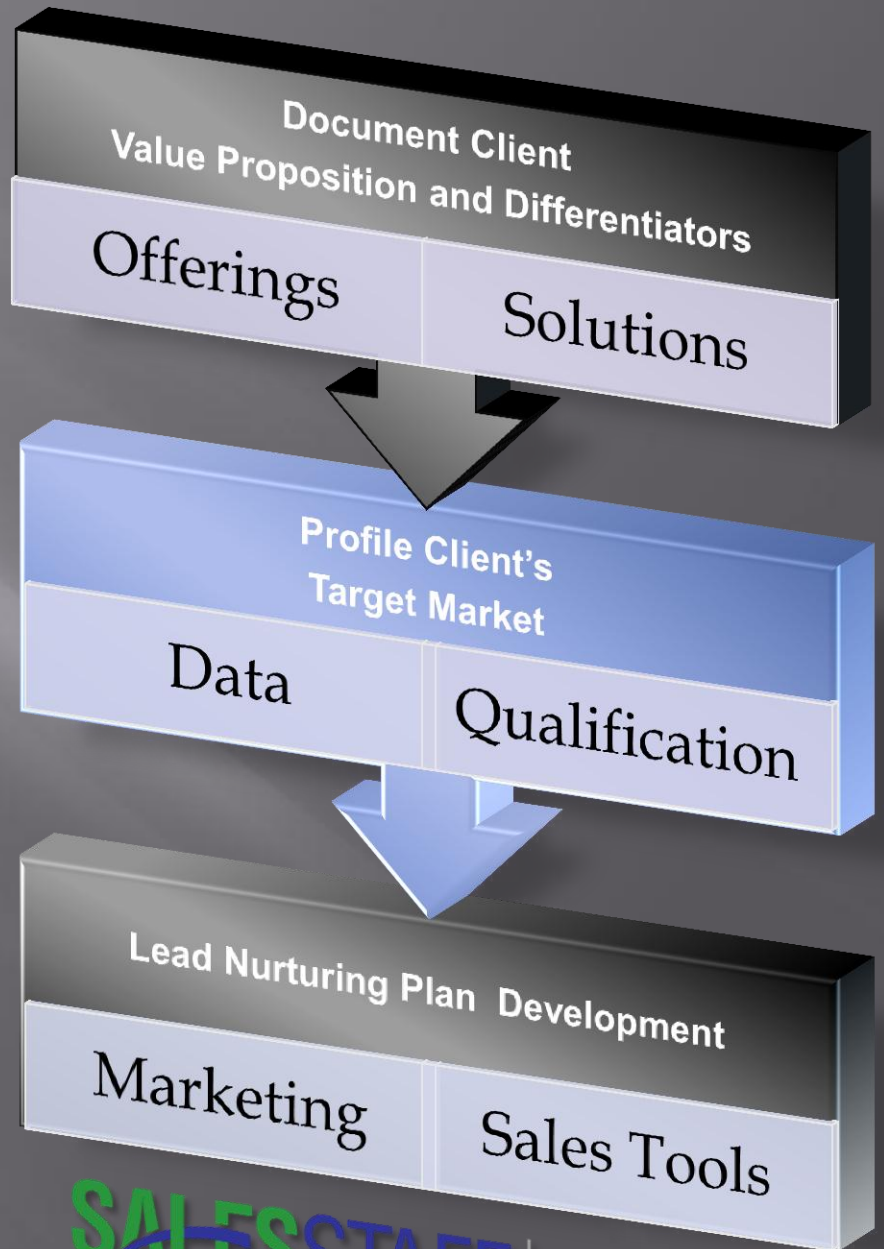 Document Client
Value Proposition and Differentiators
Offerings
Solutions
Profile Client’s
Target Market
Data
Qualification
Lead Nurturing Plan Development
Marketing
Sales Tools
SALESSTAFF